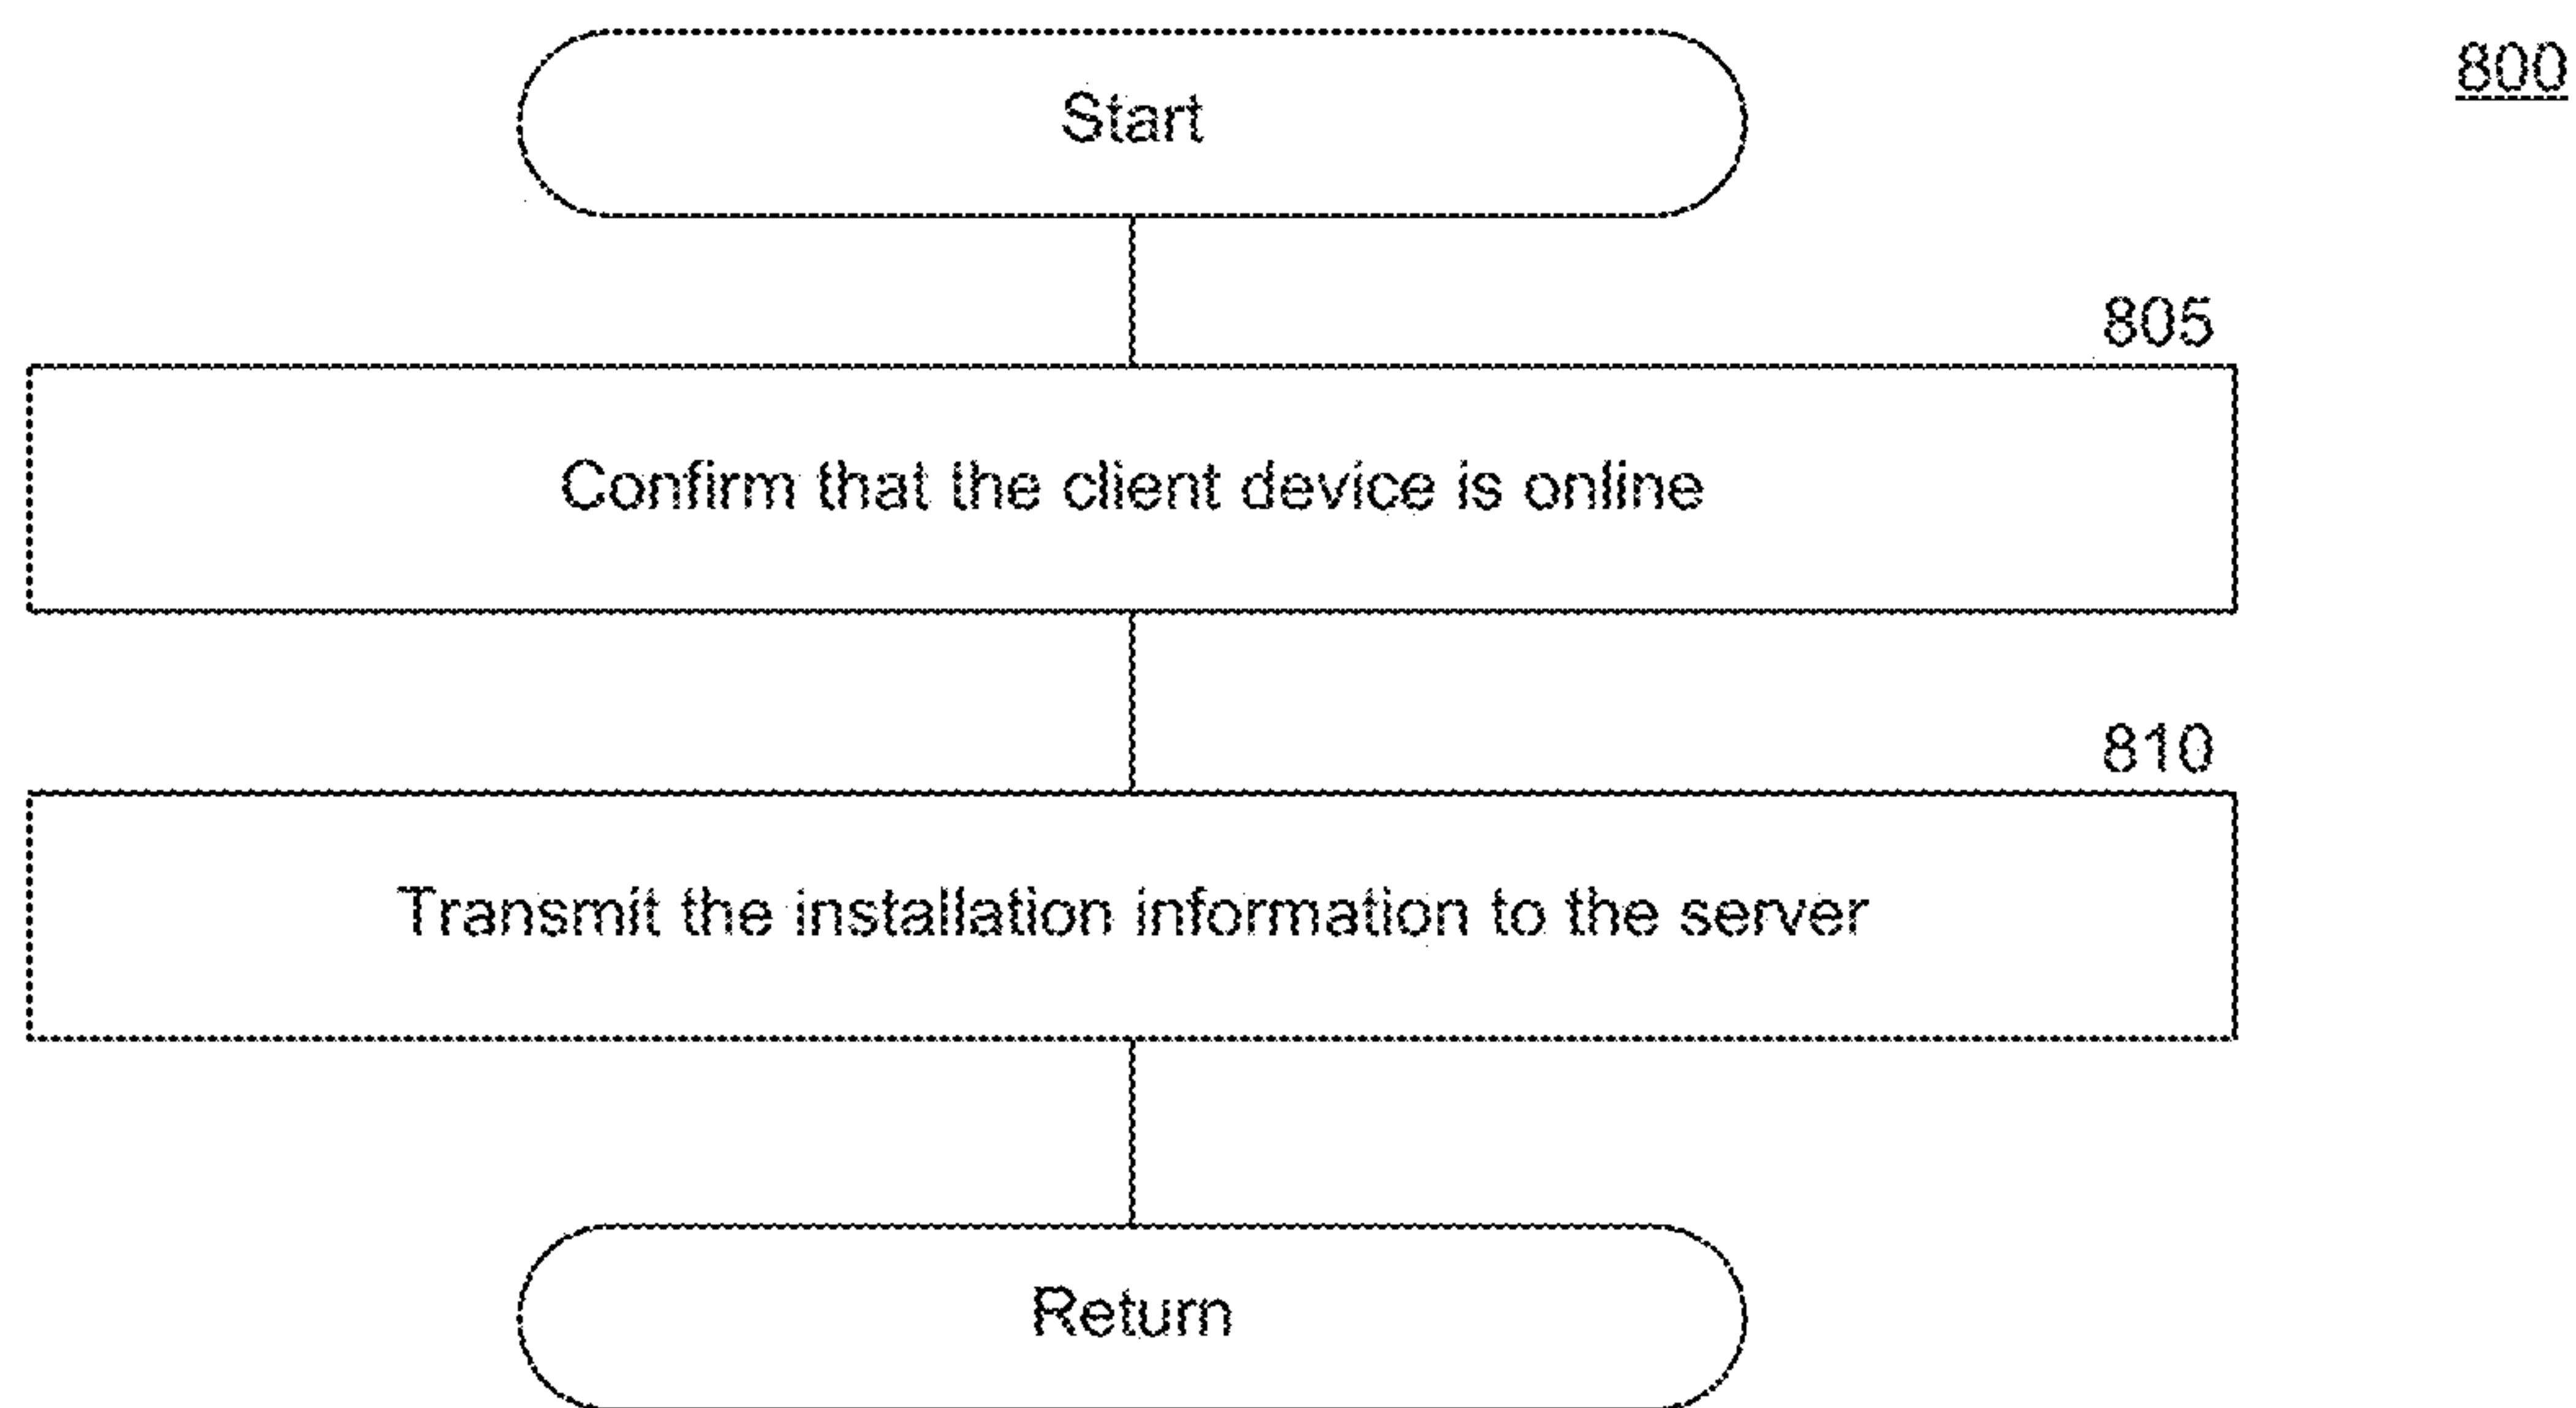 800
Start
805
Confirm that the client device is online
810
Transmit the installation information to the server
Return